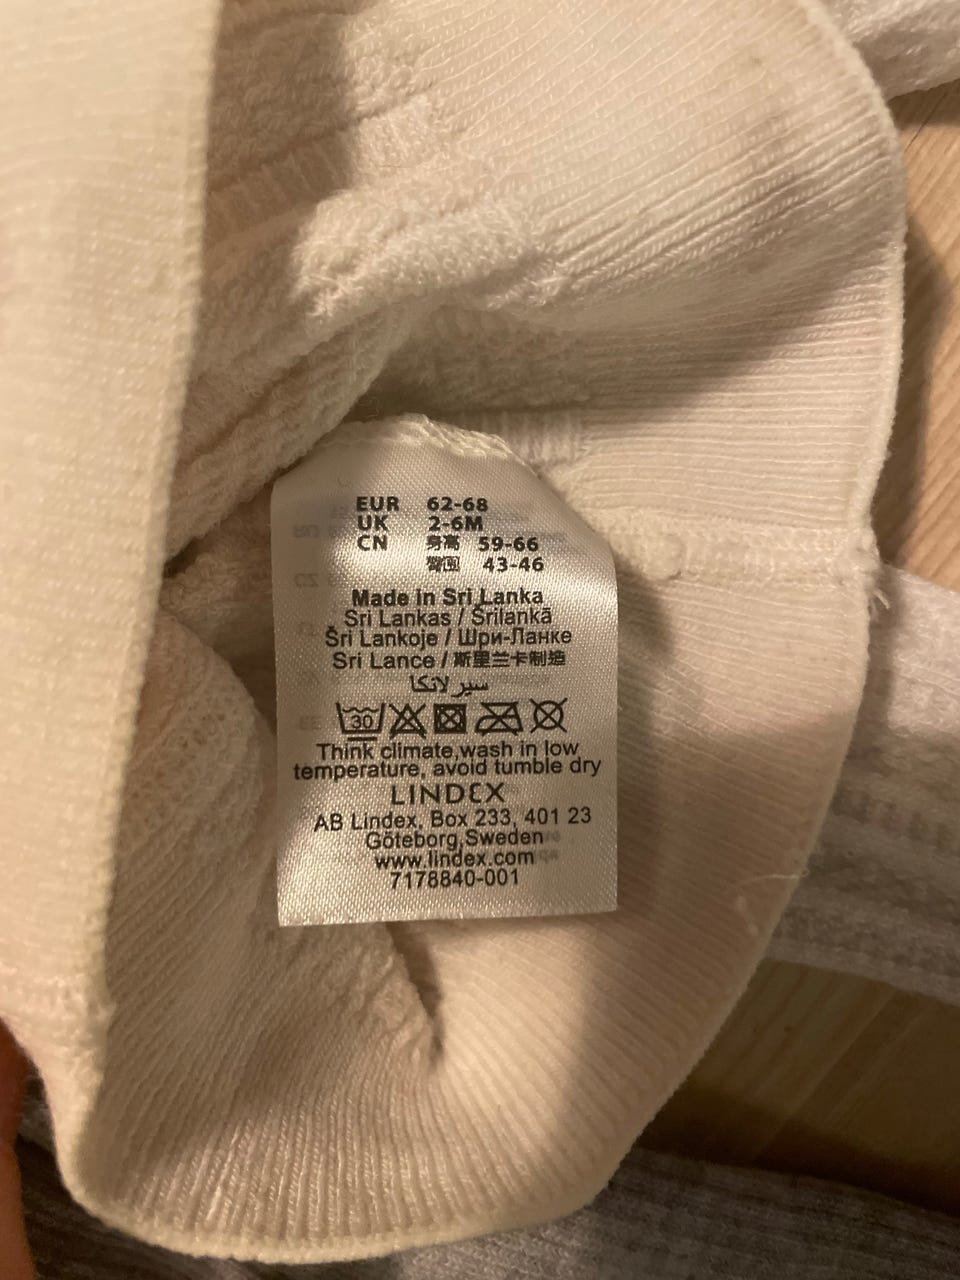 EUR 62-68
UK 2-6M
CN 身高 59-66
臀围 43-46
Made in Sri Lanka
Sri Lankas / Šrilankā
Šri Lankoje / Шри-Ланке
Sri Lance / 斯里兰卡制造
سير لانكا
30
Think climate,wash in low
temperature, avoid tumble dry
LINDEX
AB Lindex, Box 233, 401 23
Göteborg,Sweden
www.lindex.com
7178840-001